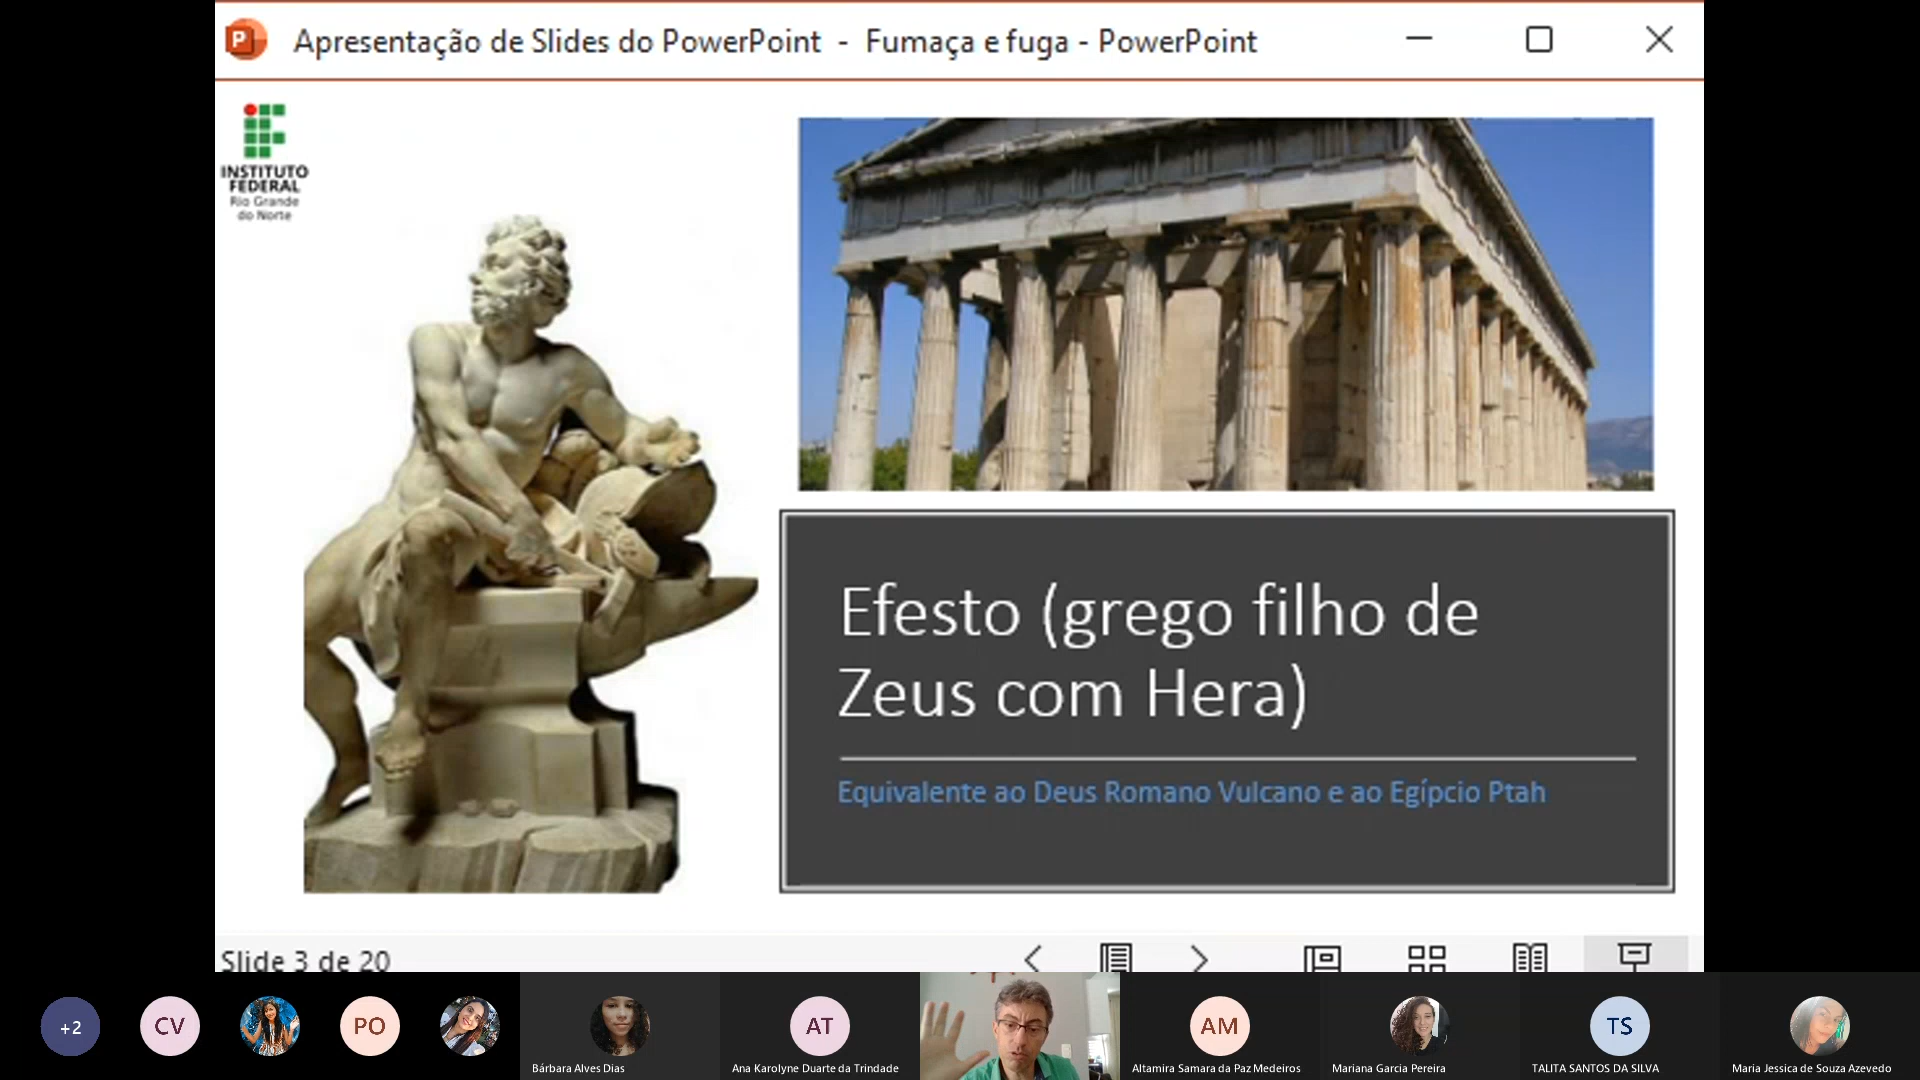 Apresentação de Slides do PowerPoint - Fumaça e fuga - PowerPoint
INSTITUTO
FEDERAL
Rio Grande
do Norte
Efesto (grego filho de
Zeus com Hera)
Equivalente ao Deus Romano Vulcano e ao Egípcio Ptah
Slide 3 de 20
+2
CV
PO
Bárbara Alves Dias
AT
Ana Karolyne Duarte da Trindade
AM
Altamira Samara da Paz Medeiros
Mariana Garcia Pereira
TS
TALITA SANTOS DA SILVA
Maria Jessica de Souza Azevedo